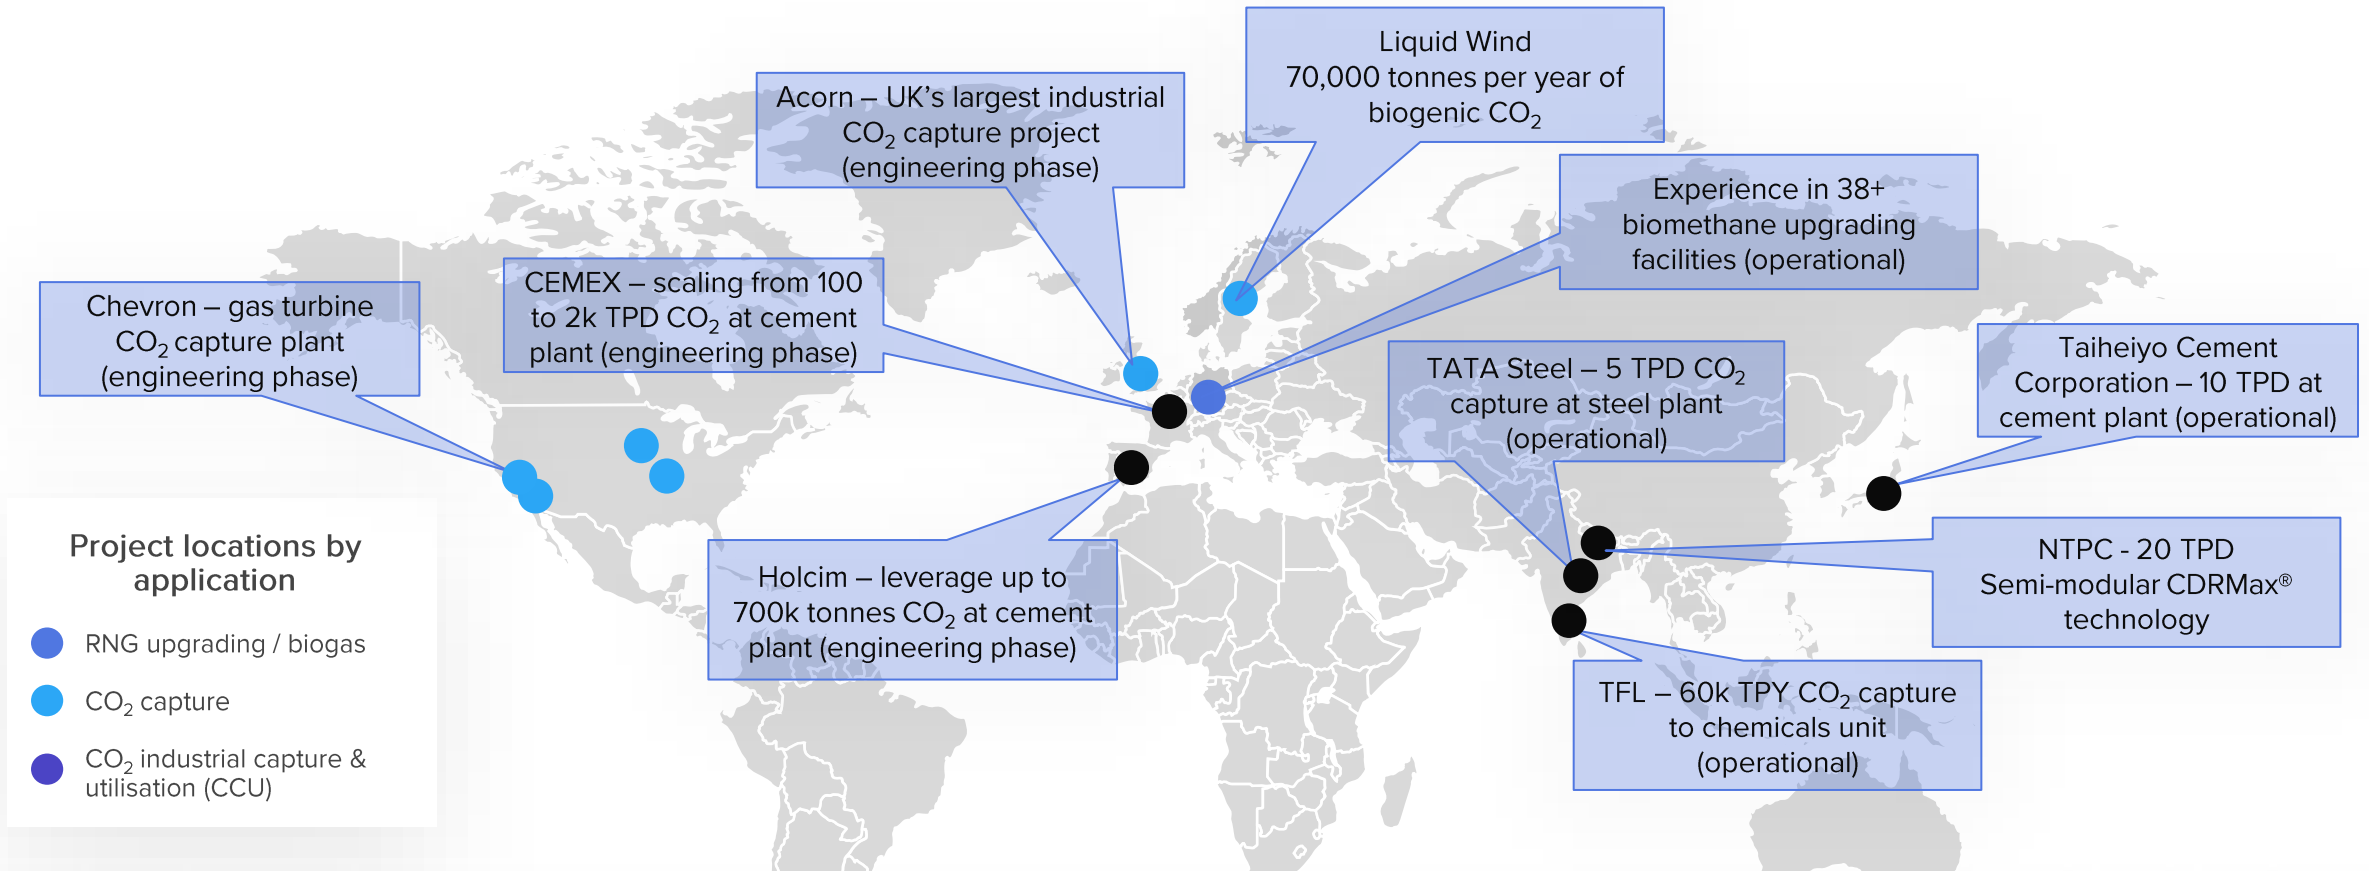 Liquid Wind
70,000 tonnes per year of
biogenic CO₂
Acorn – UK's largest industrial
CO₂ capture project
(engineering phase)
Experience in 38+
biomethane upgrading
facilities (operational)
CEMEX – scaling from 100
to 2k TPD CO₂ at cement
plant (engineering phase)
Chevron – gas turbine
CO₂ capture plant
(engineering phase)
TATA Steel – 5 TPD CO₂
capture at steel plant
(operational)
Taiheiyo Cement
Corporation – 10 TPD at
cement plant (operational)
Holcim – leverage up to
700k tonnes CO₂ at cement
plant (engineering phase)
NTPC - 20 TPD
Semi-modular CDRMax®
technology
TFL – 60k TPY CO₂ capture
to chemicals unit
(operational)
Project locations by
application
RNG upgrading / biogas
CO₂ capture
CO₂ industrial capture &
utilisation (CCU)